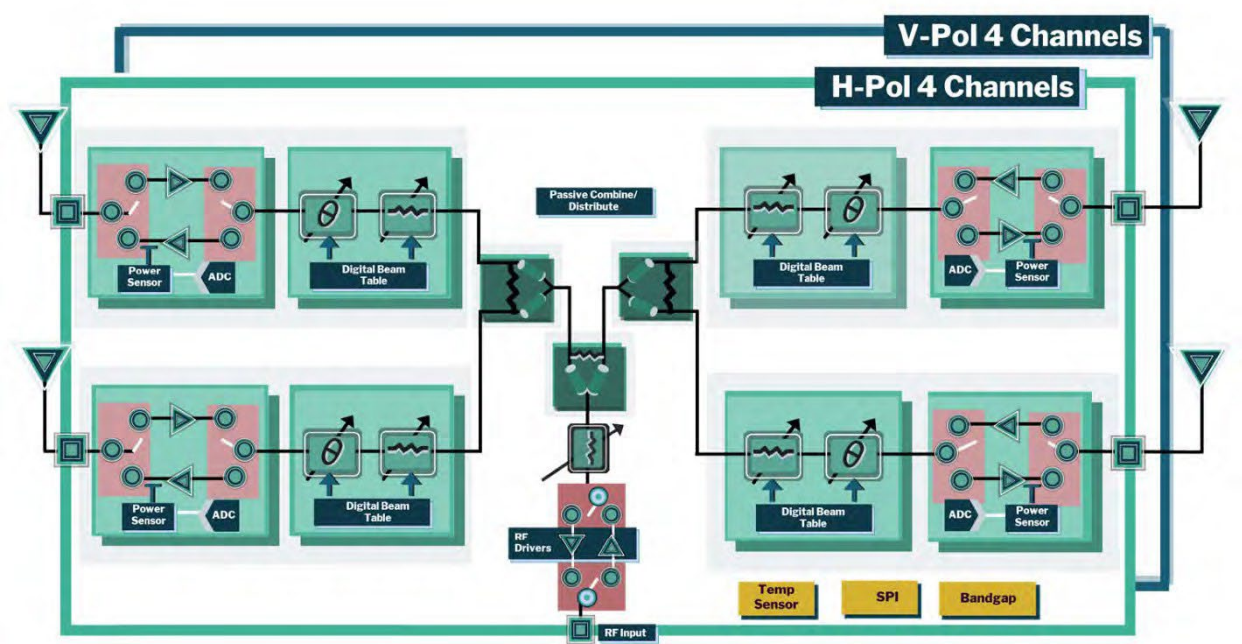 V-Pol 4 Channels
H-Pol 4 Channels
Passive Combine/
Distribute
Power
Sensor
ADC
Digital Beam
Table
Digital Beam
Table
ADC
Power
Sensor
Power
Sensor
ADC
Digital Beam
Table
Digital Beam
Table
ADC
Power
Sensor
RF
Drivers
Temp
Sensor
SPI
Bandgap
RF Input